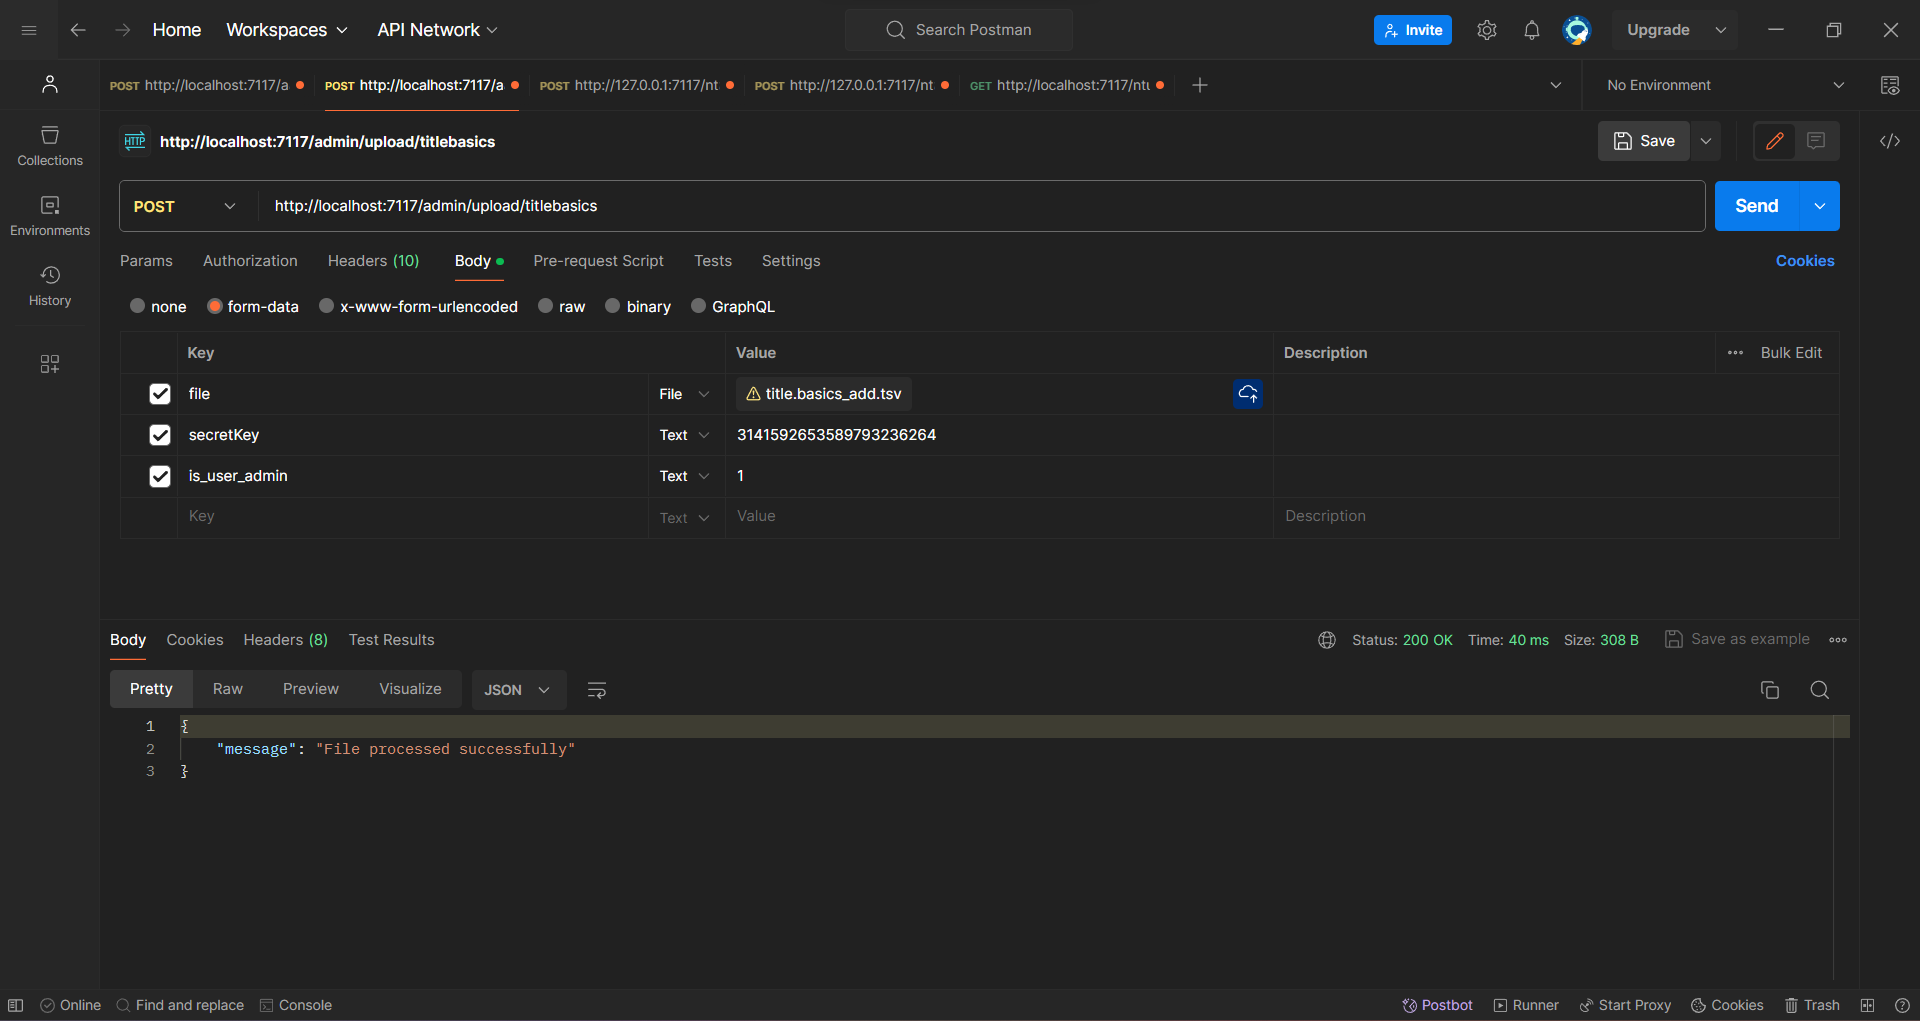 Home Workspaces API Network Search Postman Invite Upgrade
POST http://localhost:7117/a POST http://localhost:7117/a POST http://127.0.0.1:7117/nt POST http://127.0.0.1:7117/nt GET http://localhost:7117/ntu No Environment
Collections
Environments
History
HTTP http://localhost:7117/admin/upload/titlebasics Save
POST http://localhost:7117/admin/upload/titlebasics Send
Params Authorization Headers (10) Body Pre-request Script Tests Settings Cookies
none form-data x-www-form-urlencoded raw binary GraphQL
Key Value Description Bulk Edit
file File title.basics_add.tsv
secretKey Text 3141592653589793236264
is_user_admin Text 1
Key Text Value Description
Body Cookies Headers (8) Test Results Status: 200 OK Time: 40 ms Size: 308 B Save as example
Pretty Raw Preview Visualize JSON
1 {
2 "message": "File processed successfully"
3 }
Online Find and replace Console Postbot Runner Start Proxy Cookies Trash